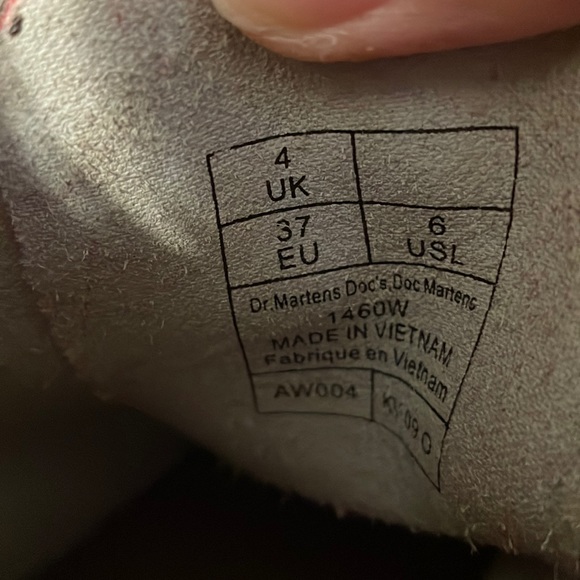 4
UK
37
EU
6
USL
Dr.Martens Doc's,Doc Martens
1460W
MADE IN VIETNAM
Fabrique en Vietnam
AW004
09 O